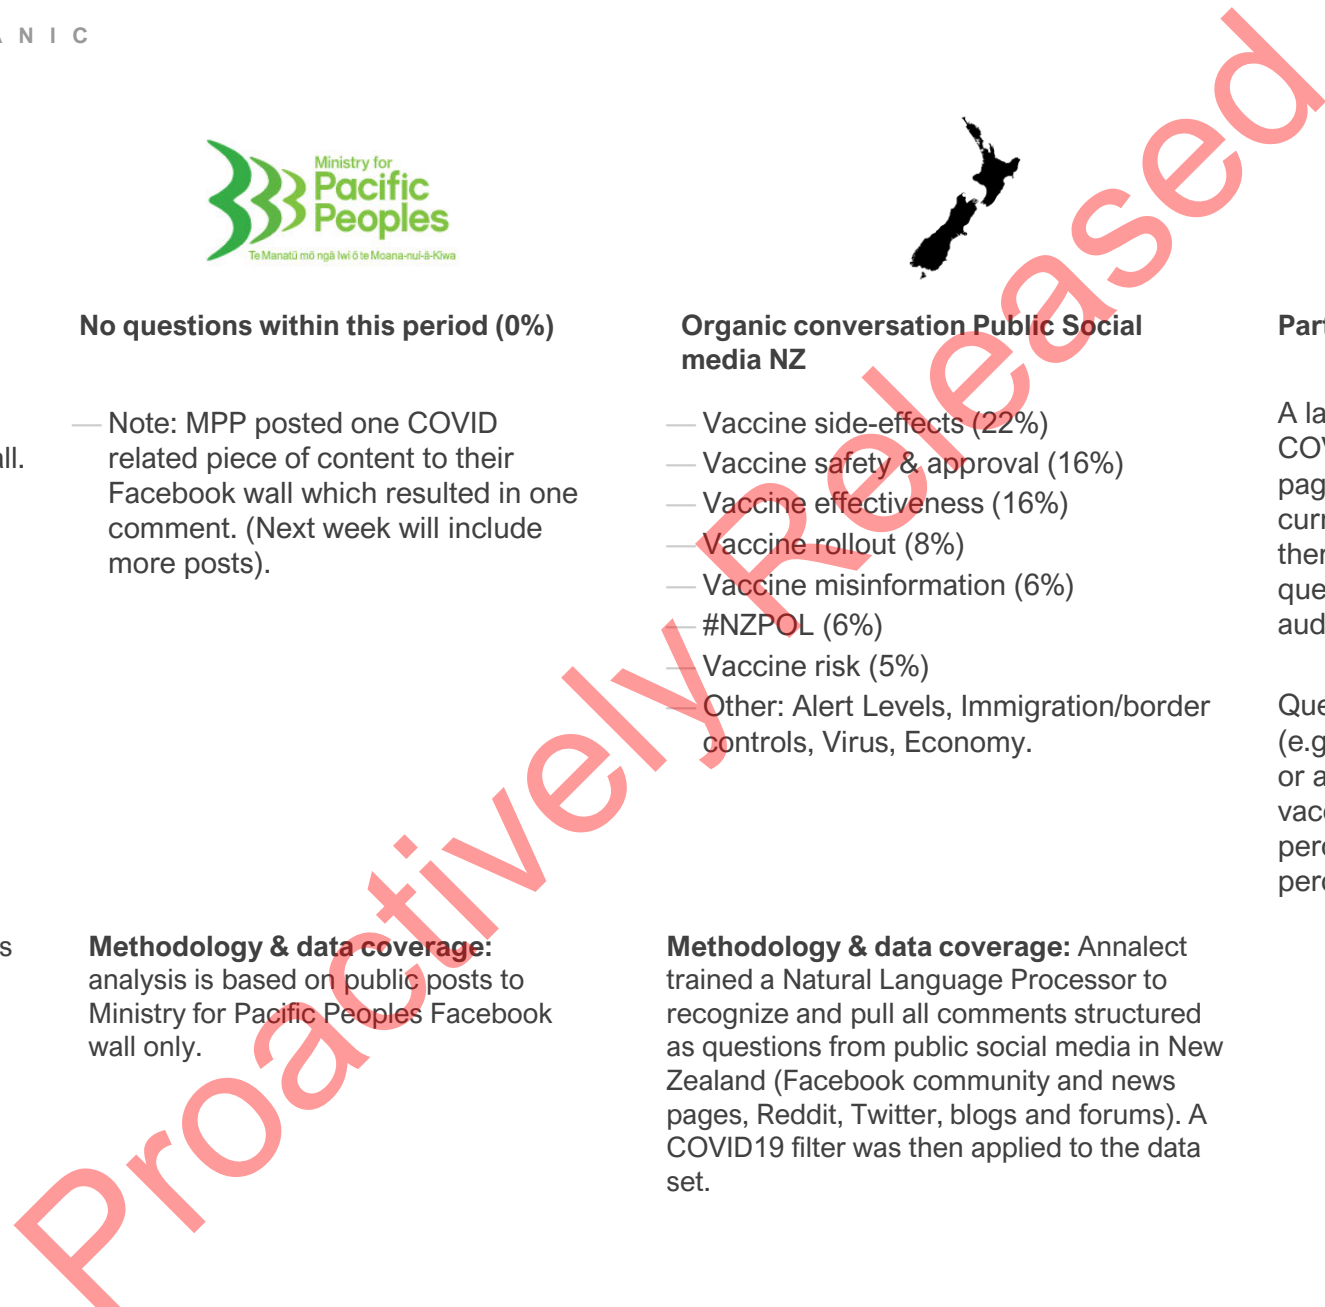 A N I C
Ministry for
Pacific
Peoples
Te Manatū mō ngā Iwi ō te Moana-nui-ā-Kiwa
No questions within this period (0%)
ll.
Note: MPP posted one COVID
related piece of content to their
Facebook wall which resulted in one
comment. (Next week will include
more posts).
s
Methodology & data coverage:
analysis is based on public posts to
Ministry for Pacific Peoples Facebook
wall only.
Organic conversation Public Social
media NZ
Vaccine side-effects (22%)
Vaccine safety & approval (16%)
Vaccine effectiveness (16%)
Vaccine rollout (8%)
Vaccine misinformation (6%)
#NZPOL (6%)
Vaccine risk (5%)
Other: Alert Levels, Immigration/border
controls, Virus, Economy.
Methodology & data coverage: Annalect
trained a Natural Language Processor to
recognize and pull all comments structured
as questions from public social media in New
Zealand (Facebook community and news
pages, Reddit, Twitter, blogs and forums). A
COVID19 filter was then applied to the data
set.
Part
A la
COV
pag
curr
ther
que
aud
Que
(e.g
or a
vacc
perc
perc
Proactively Released